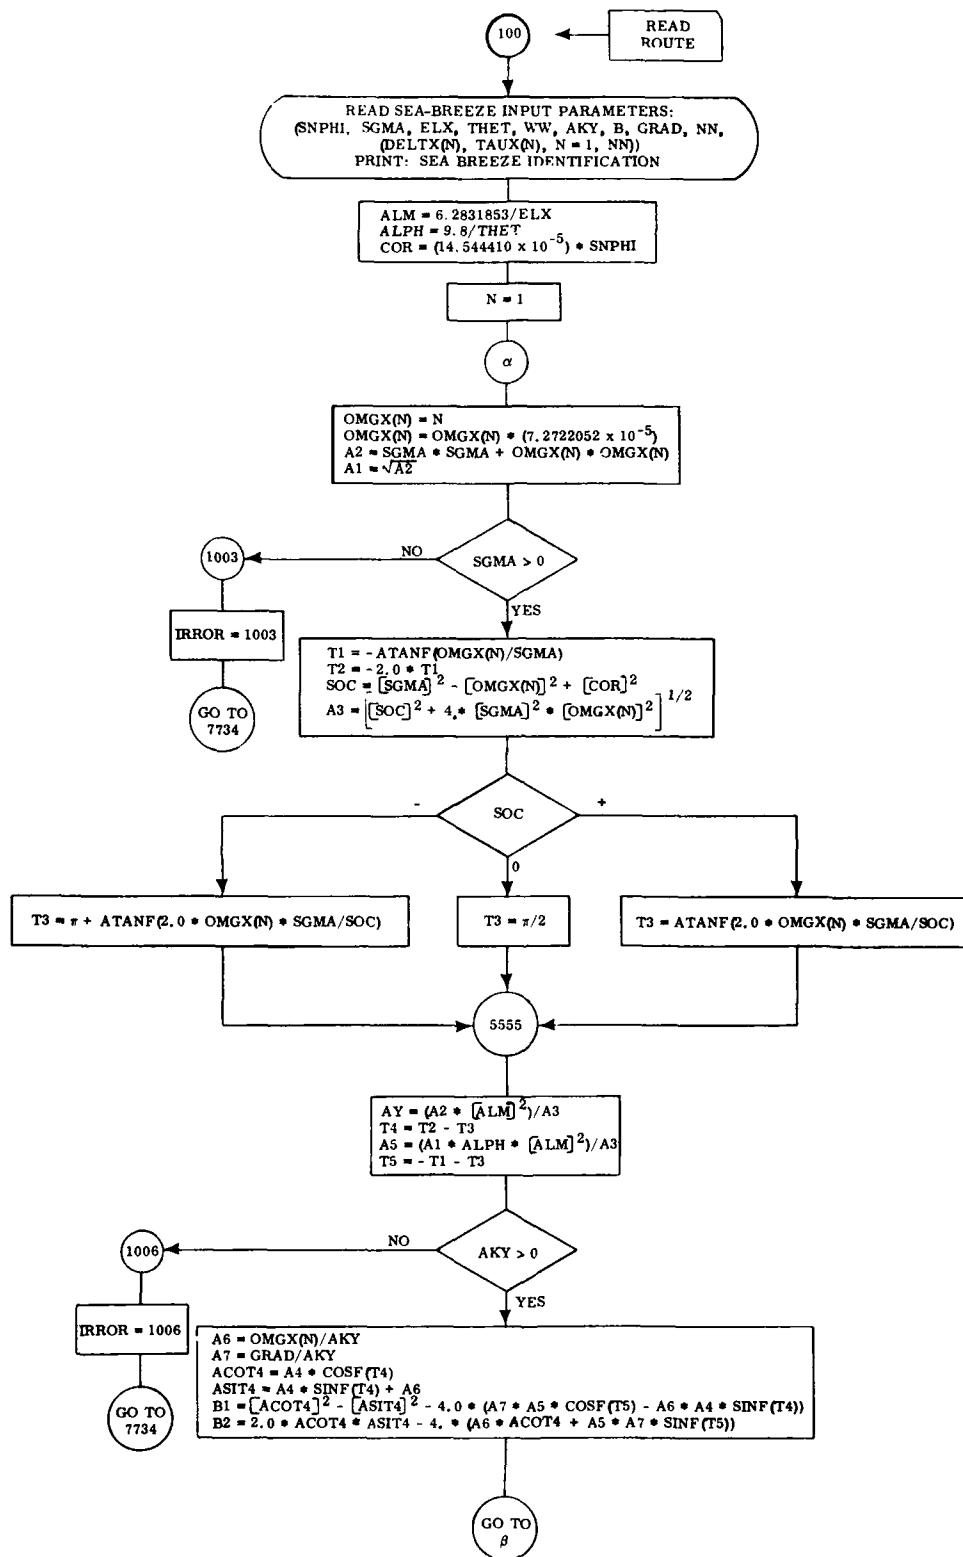 100
READ
ROUTE
READ SEA-BREEZE INPUT PARAMETERS:
(SNPHI, SGMA, ELX, THET, WW, AKY, B, GRAD, NN,
(DELTX(N), TAUX(N), N = 1, NN))
PRINT: SEA BREEZE IDENTIFICATION
ALM = 6.2831853/ELX
ALPH = 9.8/THET
COR = (14.544410 x 10⁻⁵) * SNPHI
N = 1
α
OMGX(N) = N
OMGX(N) = OMGX(N) * (7.2722052 x 10⁻⁵)
A2 = SGMA * SGMA + OMGX(N) * OMGX(N)
A1 = √A2
SGMA > 0
NO
1003
YES
IRROR = 1003
GO TO
7734
T1 = -ATANF(OMGX(N)/SGMA)
T2 = -2.0 * T1
SOC = [SGMA]² - [OMGX(N)]² + [COR]²
A3 = [[SOC]² + 4.* [SGMA]² * [OMGX(N)]²]^1/2
SOC
-
+
0
T3 = π + ATANF(2.0 * OMGX(N) * SGMA/SOC)
T3 = π/2
T3 = ATANF(2.0 * OMGX(N) * SGMA/SOC)
5555
AY = (A2 * [ALM]²)/A3
T4 = T2 - T3
A5 = (A1 * ALPH * [ALM]²)/A3
T5 = -T1 - T3
AKY > 0
NO
1006
YES
IRROR = 1006
GO TO
7734
A6 = OMGX(N)/AKY
A7 = GRAD/AKY
ACOT4 = A4 * COSF(T4)
ASIT4 = A4 * SINF(T4) + A6
B1 = [ACOT4]² - [ASIT4]² - 4.0 * (A7 * A5 * COSF(T5) - A6 * A4 * SINF(T4))
B2 = 2.0 * ACOT4 * ASIT4 - 4. * (A6 * ACOT4 + A5 * A7 * SINF(T5))
GO TO
β